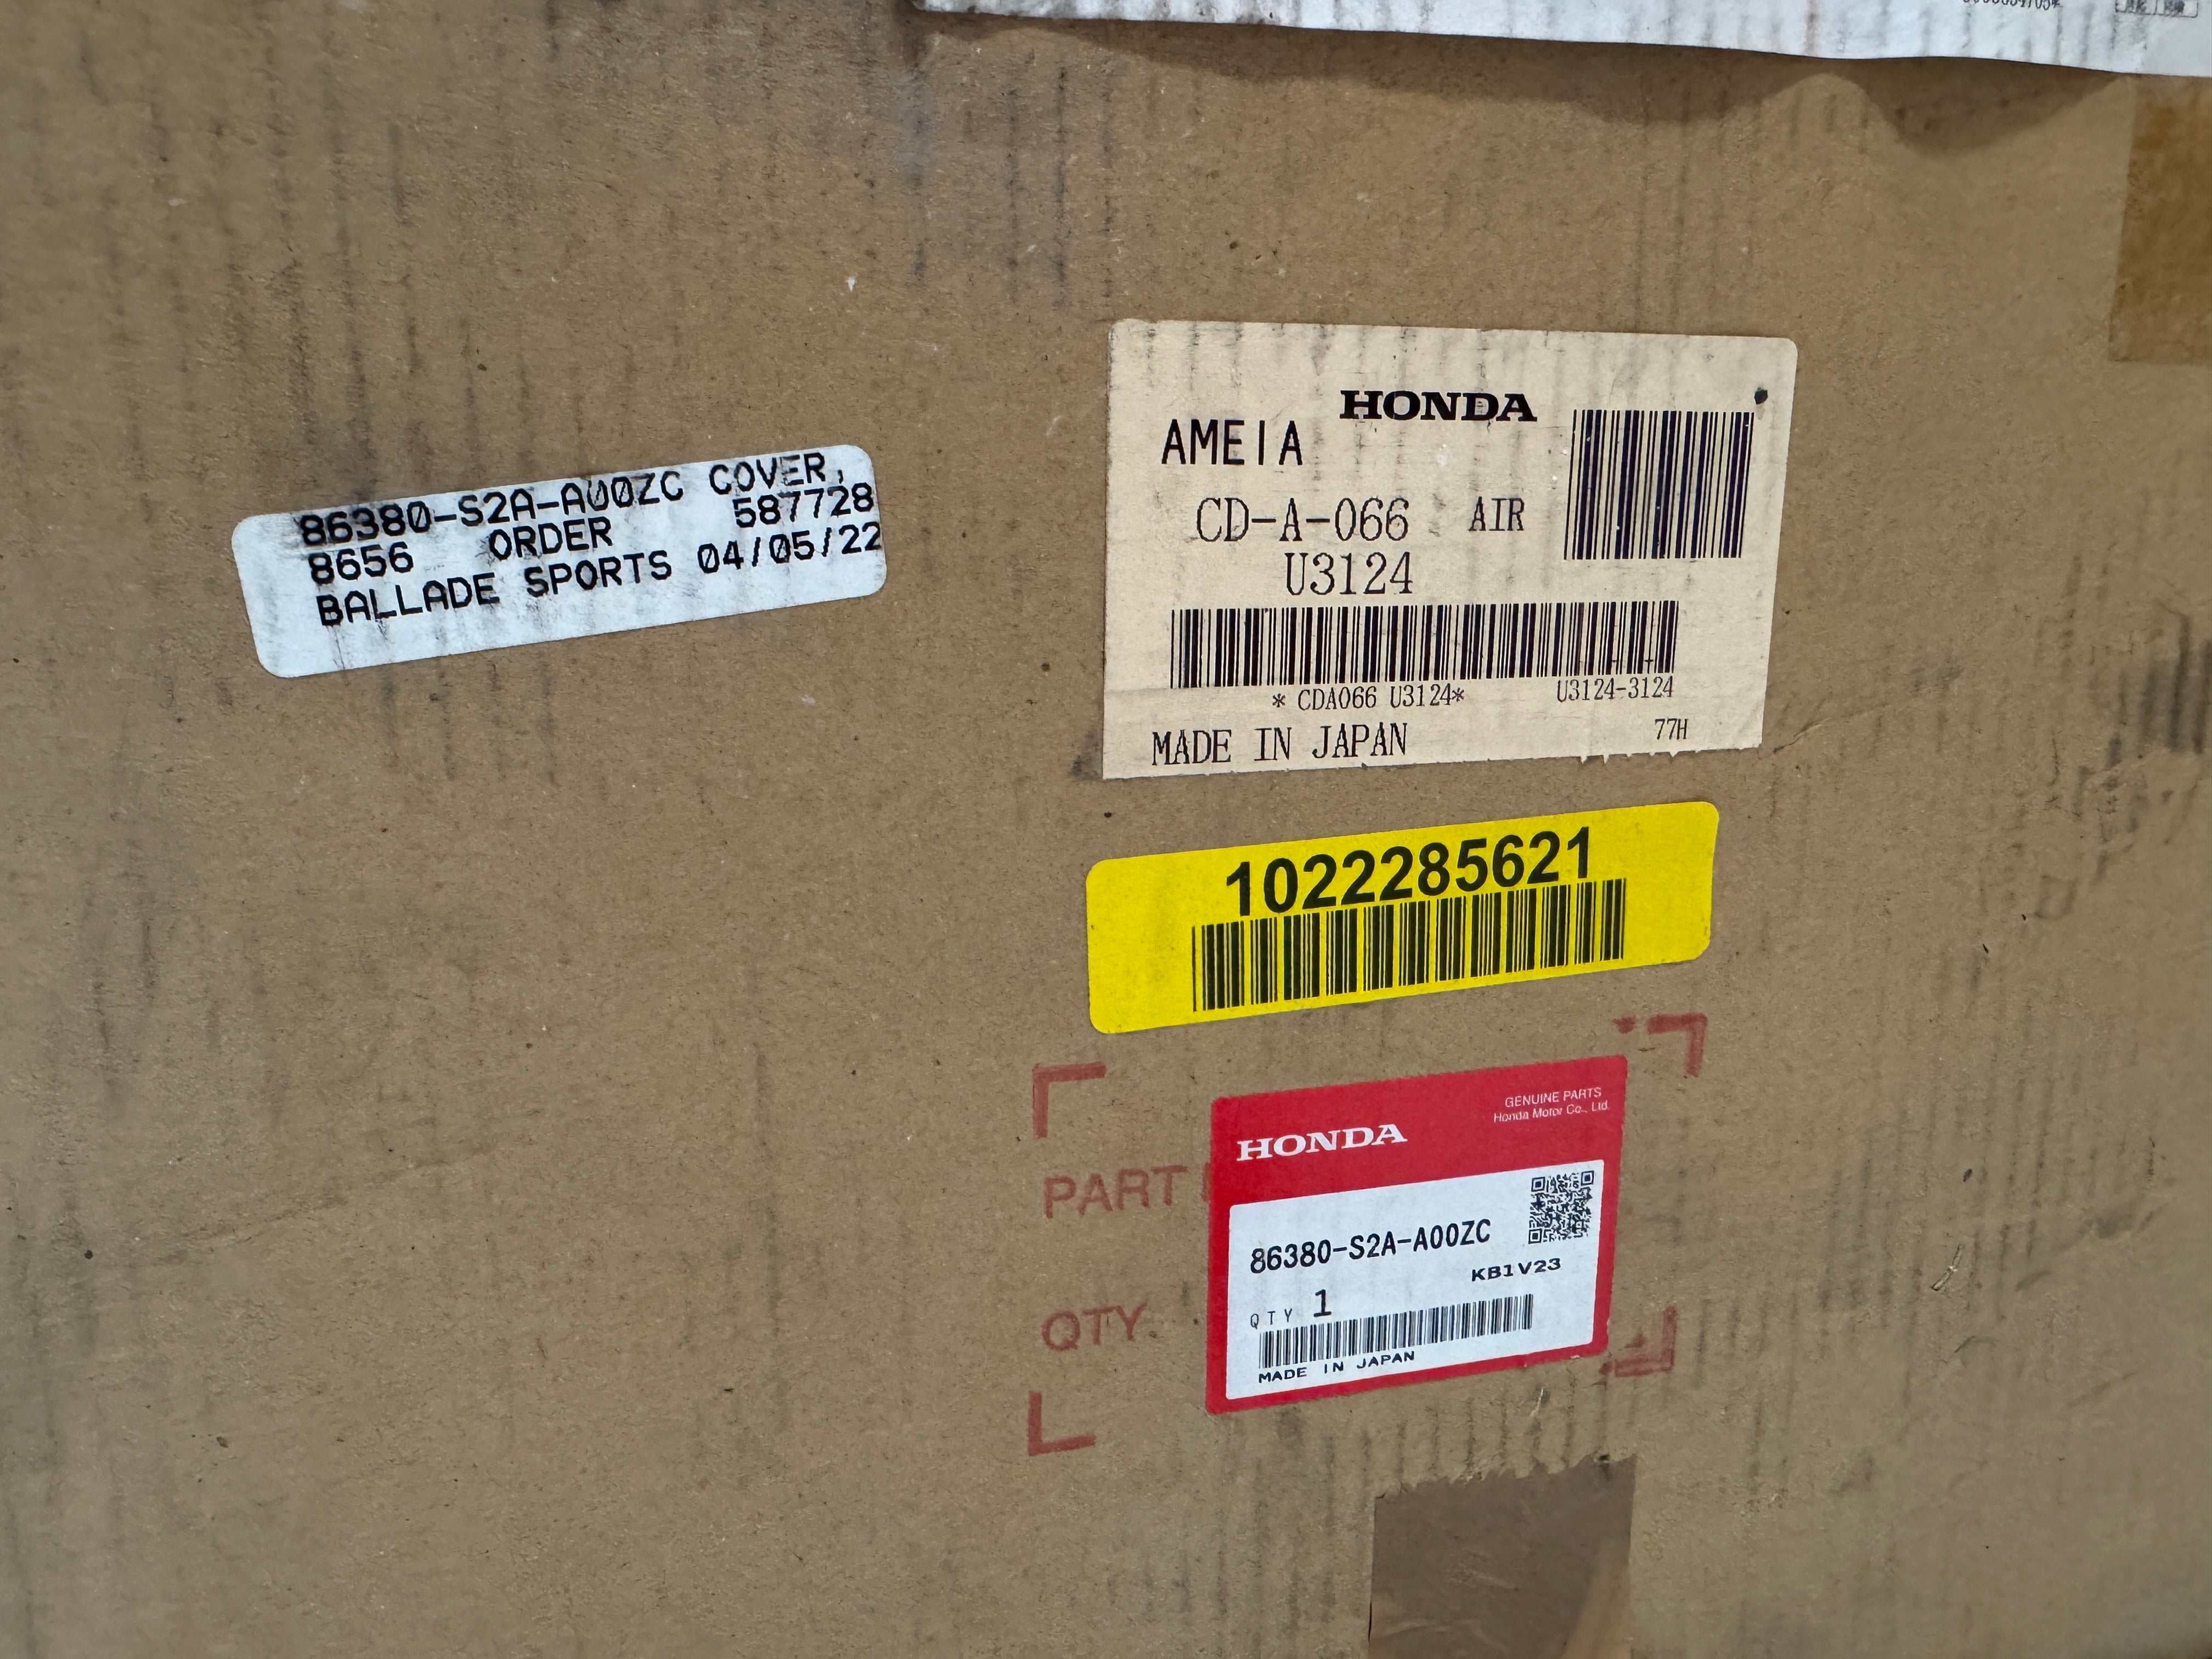 86380-S2A-A00ZC COVER,
8656 ORDER 587728
BALLADE SPORTS 04/05/22
HONDA
AMEIA
CD-A-066 AIR
U3124
* CDA066 U3124* U3124-3124
MADE IN JAPAN 77H
1022285621
PART
QTY
GENUINE PARTS
Honda Motor Co., Ltd.
HONDA
86380-S2A-A00ZC
KB1V23
QTY 1
MADE IN JAPAN